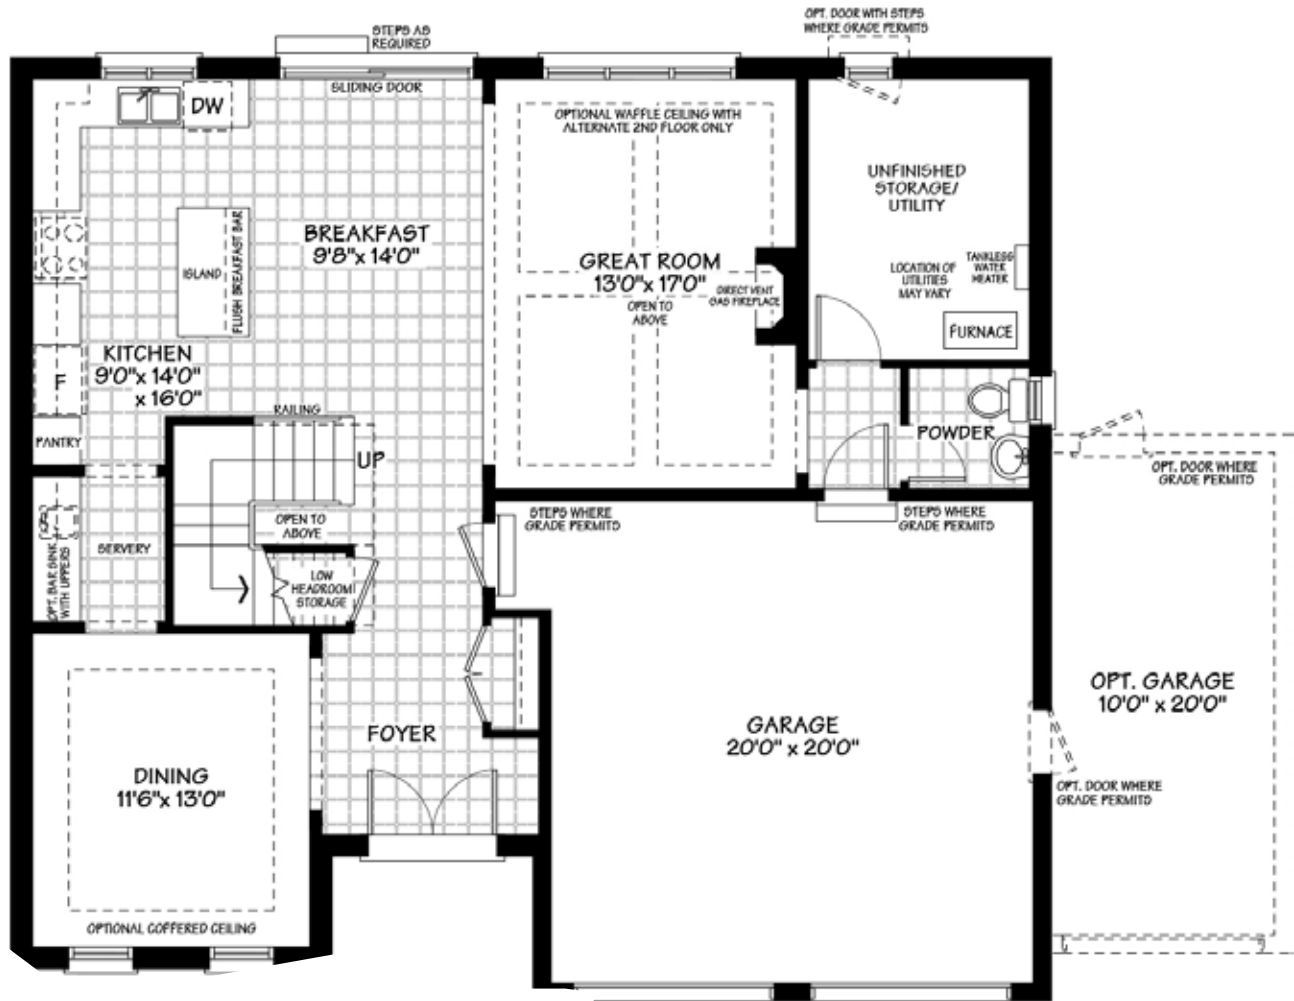 OPT. DOOR WITH STEPS
WHERE GRADE PERMITS
STEPS AS
REQUIRED
SLIDING DOOR
DW
OPTIONAL WAFFLE CEILING WITH
ALTERNATE 2ND FLOOR ONLY
UNFINISHED
STORAGE/
UTILITY
BREAKFAST
9'8"x 14'0"
ISLAND
FLUSH BREAKFAST BAR
GREAT ROOM
13'0"x 17'0"
DIRECT VENT
GAS FIREPLACE
OPEN TO
ABOVE
LOCATION OF
UTILITIES
MAY VARY
TANKLESS
WATER
HEATER
FURNACE
KITCHEN
9'0"x 14'0"
x 16'0"
F
PANTRY
RAILING
UP
POWDER
OPT. DOOR WHERE
GRADE PERMITS
OPEN TO
ABOVE
STEPS WHERE
GRADE PERMITS
STEPS WHERE
GRADE PERMITS
SERVERY
OPT. BAR SINK
WITH UPPERS
LOW
HEADROOM
STORAGE
OPT. GARAGE
10'0" x 20'0"
FOYER
GARAGE
20'0" x 20'0"
DINING
11'6"x 13'0"
OPT. DOOR WHERE
GRADE PERMITS
OPTIONAL COFFERED CEILING